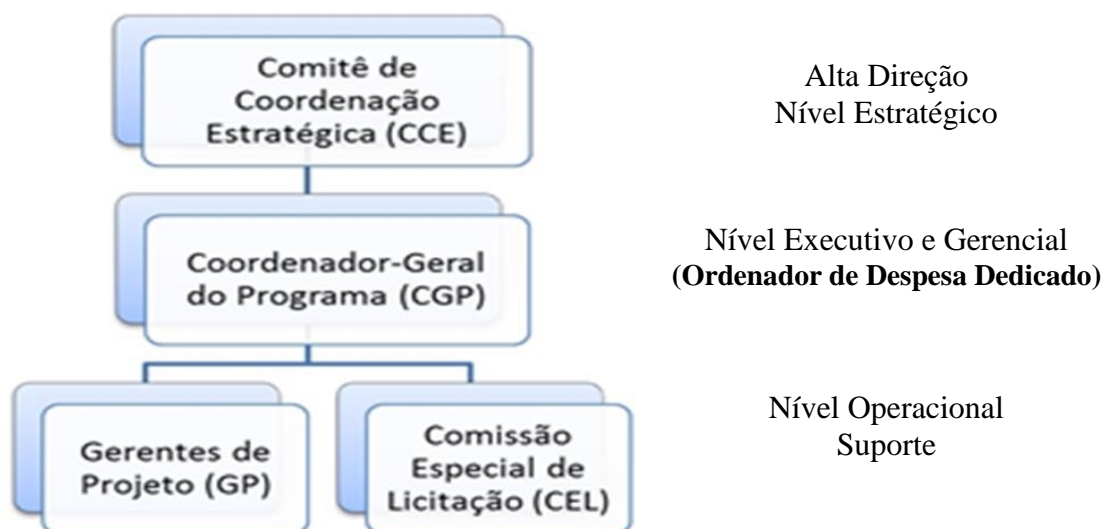 Comitê de
Coordenação
Estratégica (CCE)
Alta Direção
Nível Estratégico
Coordenador-Geral
do Programa (CGP)
Nível Executivo e Gerencial
(Ordenador de Despesa Dedicado)
Gerentes de
Projeto (GP)
Comissão
Especial de
Licitação (CEL)
Nível Operacional
Suporte